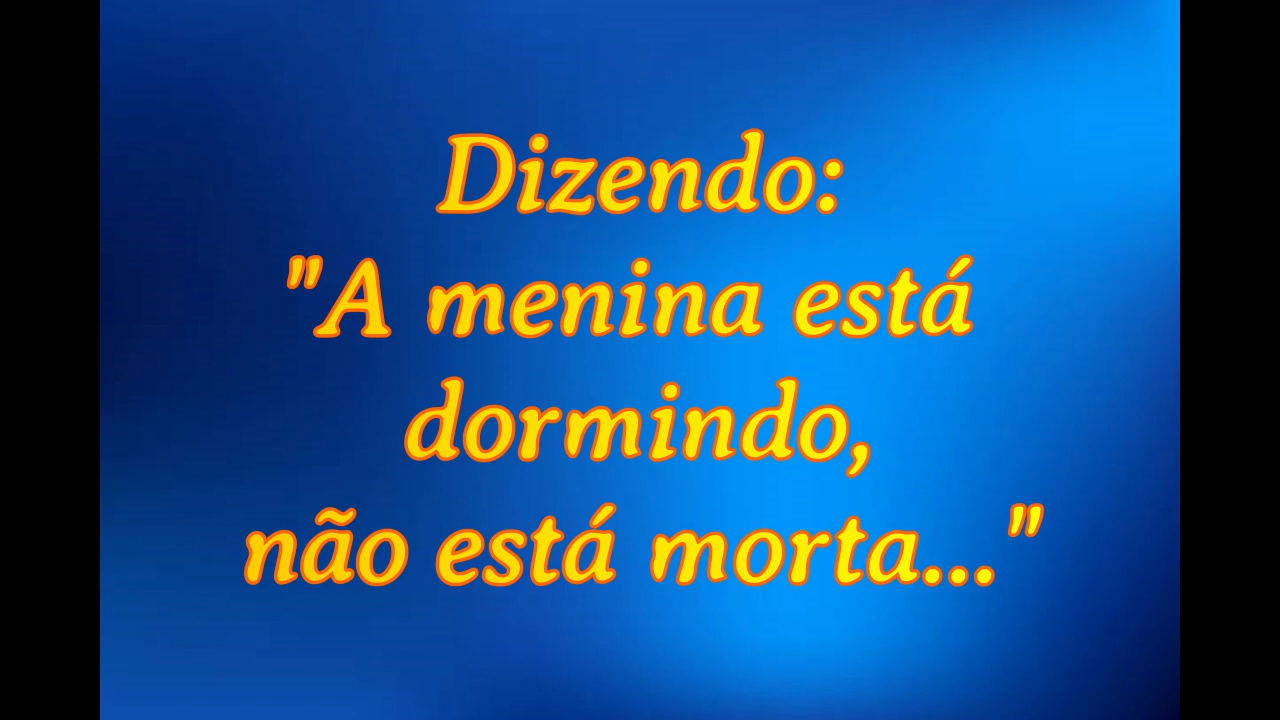 Dizendo:
"A menina está
dormindo,
não está morta..."